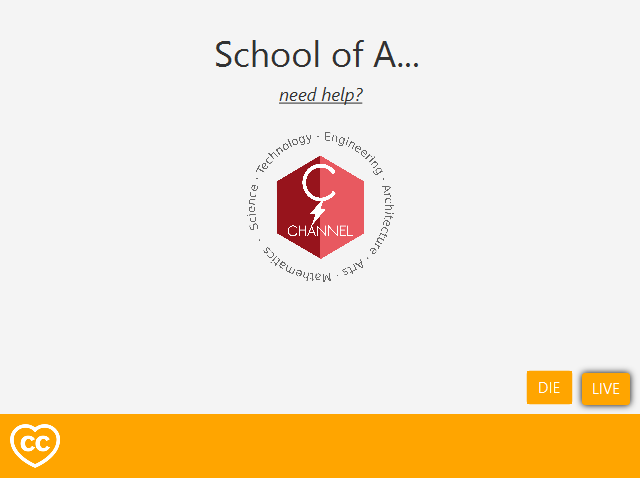 School of A...
need help?
Science · Technology · Engineering · Architecture · Arts · Mathematics ·
C
CHANNEL
DIE
LIVE
CC